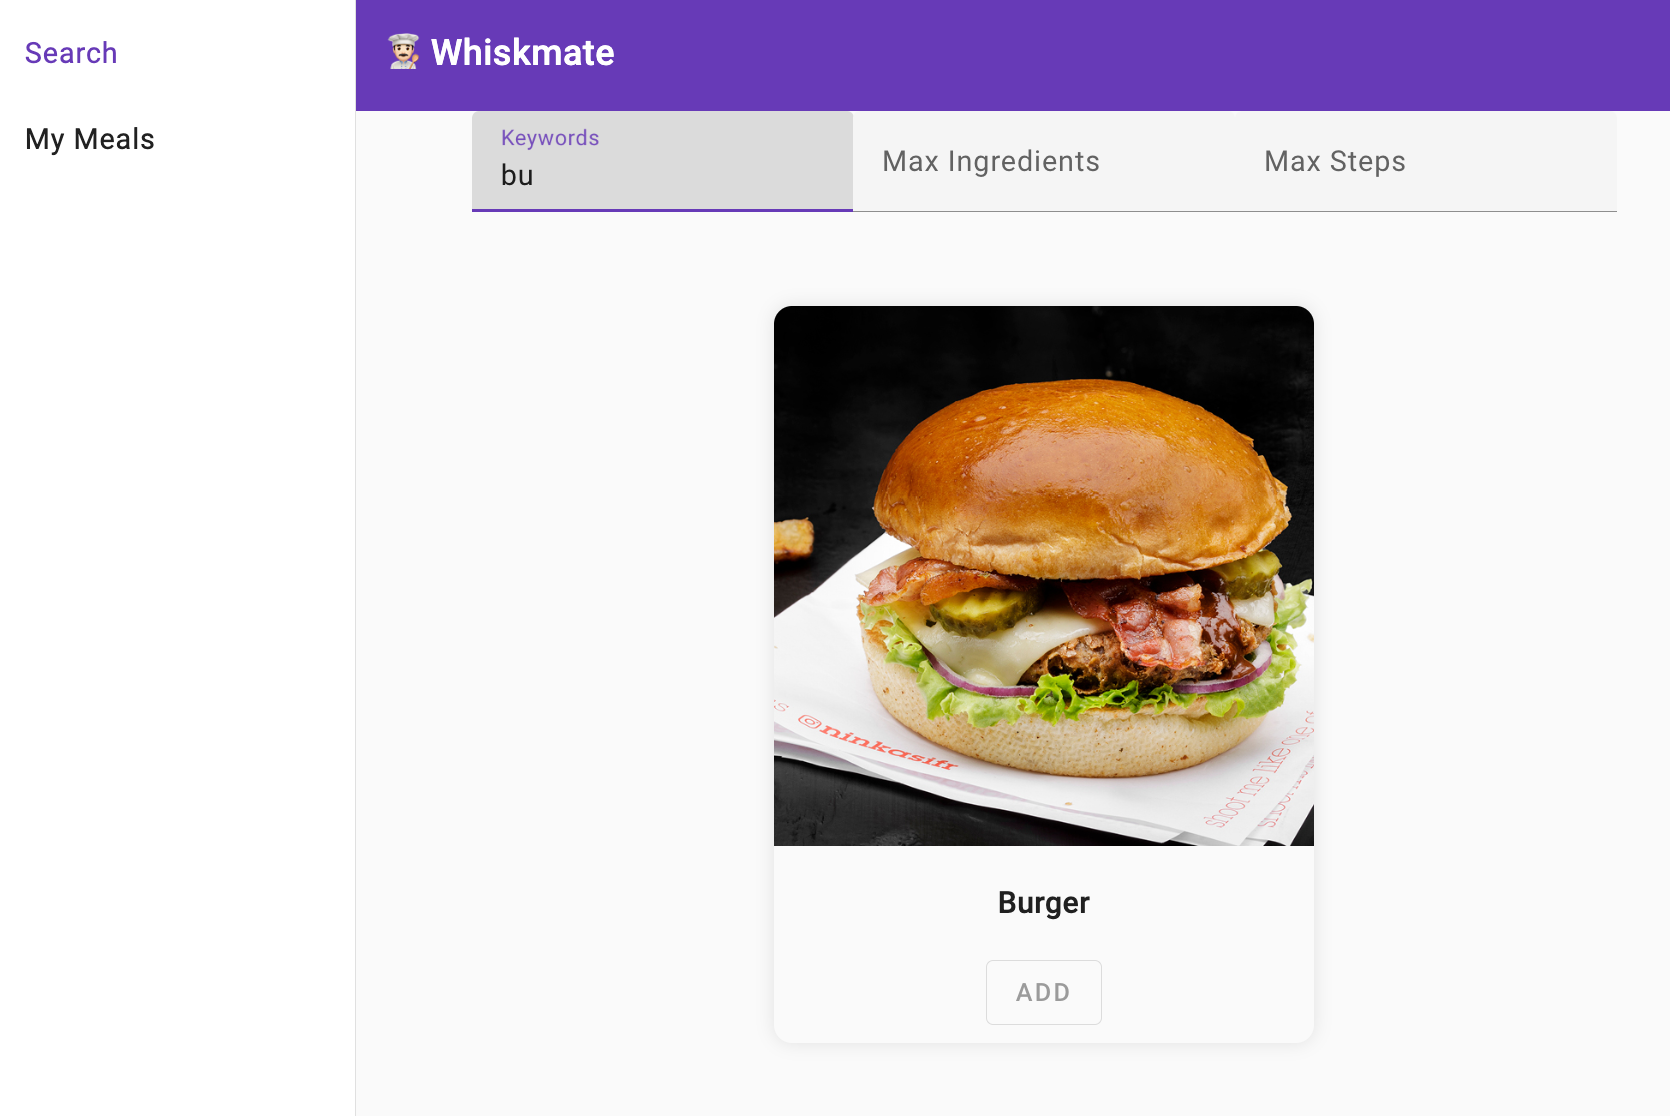 Search
My Meals
Whiskmate
Keywords
bu
Max Ingredients
Max Steps
@ninkasifr
shoot me like one of
Burger
ADD